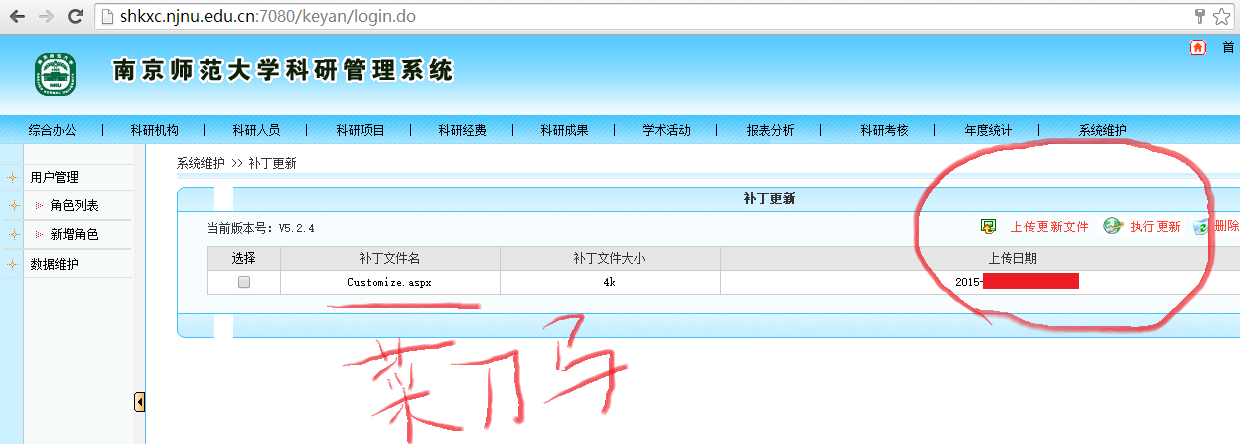 shkxc.njnu.edu.cn:7080/keyan/login.do
首
NNU
南京师范大学科研管理系统
综合办公 | 科研机构 | 科研人员 | 科研项目 | 科研经费 | 科研成果 | 学术活动 | 报表分析 | 科研考核 | 年度统计 | 系统维护
系统维护 >> 补丁更新
用户管理
角色列表
新增角色
数据维护
补丁更新
当前版本号: V5.2.4 上传更新文件 执行更新 删除
选择 补丁文件名 补丁文件大小 上传日期
Customize.aspx 4k 2015-
菜刀马